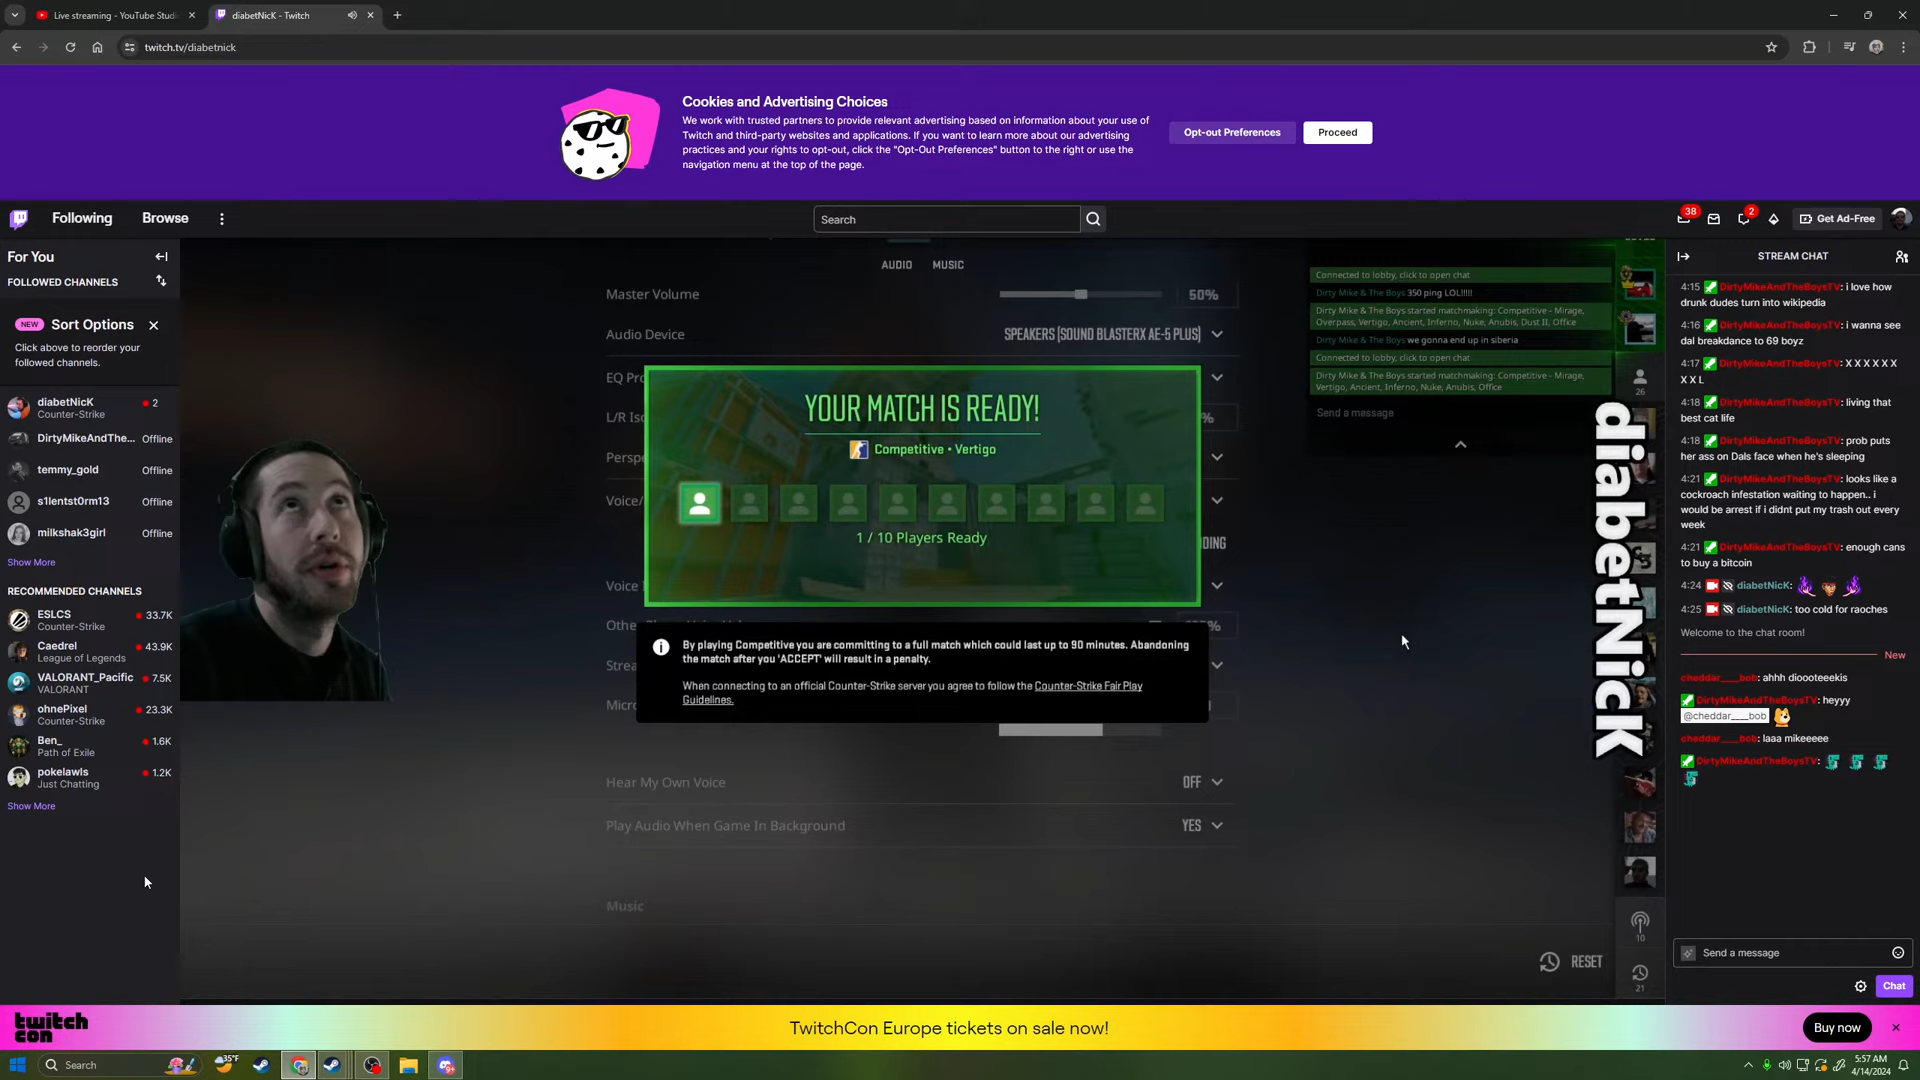 Live streaming - YouTube Studi
diabetNicK - Twitch
twitch.tv/diabetnick
Cookies and Advertising Choices
We work with trusted partners to provide relevant advertising based on information about your use of
Twitch and third-party websites and applications. If you want to learn more about our advertising
practices and your rights to opt-out, click the "Opt-Out Preferences" button to the right or use the
navigation menu at the top of the page.
Opt-out Preferences
Proceed
Following
Browse
Search
38
2
Get Ad-Free
For You
FOLLOWED CHANNELS
NEW Sort Options
Click above to reorder your
followed channels.
diabetNicK 2
Counter-Strike
DirtyMikeAndThe... Offline
temmy_gold Offline
s1lentst0rm13 Offline
milkshak3girl Offline
Show More
RECOMMENDED CHANNELS
ESLCS 33.7K
Counter-Strike
Caedrel 43.9K
League of Legends
VALORANT_Pacific 7.5K
VALORANT
ohnePixel 23.3K
Counter-Strike
Ben_ 1.6K
Path of Exile
pokelawls 1.2K
Just Chatting
Show More
AUDIO MUSIC
Master Volume 50%
Audio Device SPEAKERS (SOUND BLASTERX AE-5 PLUS)
EQ Pro
L/R Iso %
Perspe
Voice/
DING
Voice
Othe
Strea
Micro
YOUR MATCH IS READY!
Competitive • Vertigo
1 / 10 Players Ready
By playing Competitive you are committing to a full match which could last up to 90 minutes. Abandoning
the match after you 'ACCEPT' will result in a penalty.
When connecting to an official Counter-Strike server you agree to follow the Counter-Strike Fair Play
Guidelines.
Hear My Own Voice OFF
Play Audio When Game In Background YES
Music
RESET
Connected to lobby, click to open chat
Dirty Mike & The Boys 350 ping LOL!!!!!
Dirty Mike & The Boys started matchmaking: Competitive - Mirage,
Overpass, Vertigo, Ancient, Inferno, Nuke, Anubis, Dust II, Office
Dirty Mike & The Boys we gonna end up in siberia
Connected to lobby, click to open chat
Dirty Mike & The Boys started matchmaking: Competitive - Mirage,
Vertigo, Ancient, Inferno, Nuke, Anubis, Office
Send a message
26
diabetNicK
10
21
STREAM CHAT
4:15 DirtyMikeAndTheBoysTV: i love how
drunk dudes turn into wikipedia
4:16 DirtyMikeAndTheBoysTV: i wanna see
dal breakdance to 69 boyz
4:17 DirtyMikeAndTheBoysTV: X X X X X X
X X L
4:18 DirtyMikeAndTheBoysTV: living that
best cat life
4:18 DirtyMikeAndTheBoysTV: prob puts
her ass on Dals face when he's sleeping
4:21 DirtyMikeAndTheBoysTV: looks like a
cockroach infestation waiting to happen.. i
would be arrest if i didnt put my trash out every
week
4:21 DirtyMikeAndTheBoysTV: enough cans
to buy a bitcoin
4:24 diabetNicK:
4:25 diabetNicK: too cold for raoches
Welcome to the chat room!
New
cheddar____bob: ahhh dioooteeekis
DirtyMikeAndTheBoysTV: heyyy
@cheddar____bob
cheddar____bob: laaa mikeeeee
DirtyMikeAndTheBoysTV:
Send a message
Chat
twitch
con
TwitchCon Europe tickets on sale now!
Buy now
Search
35°F
5:57 AM
4/14/2024